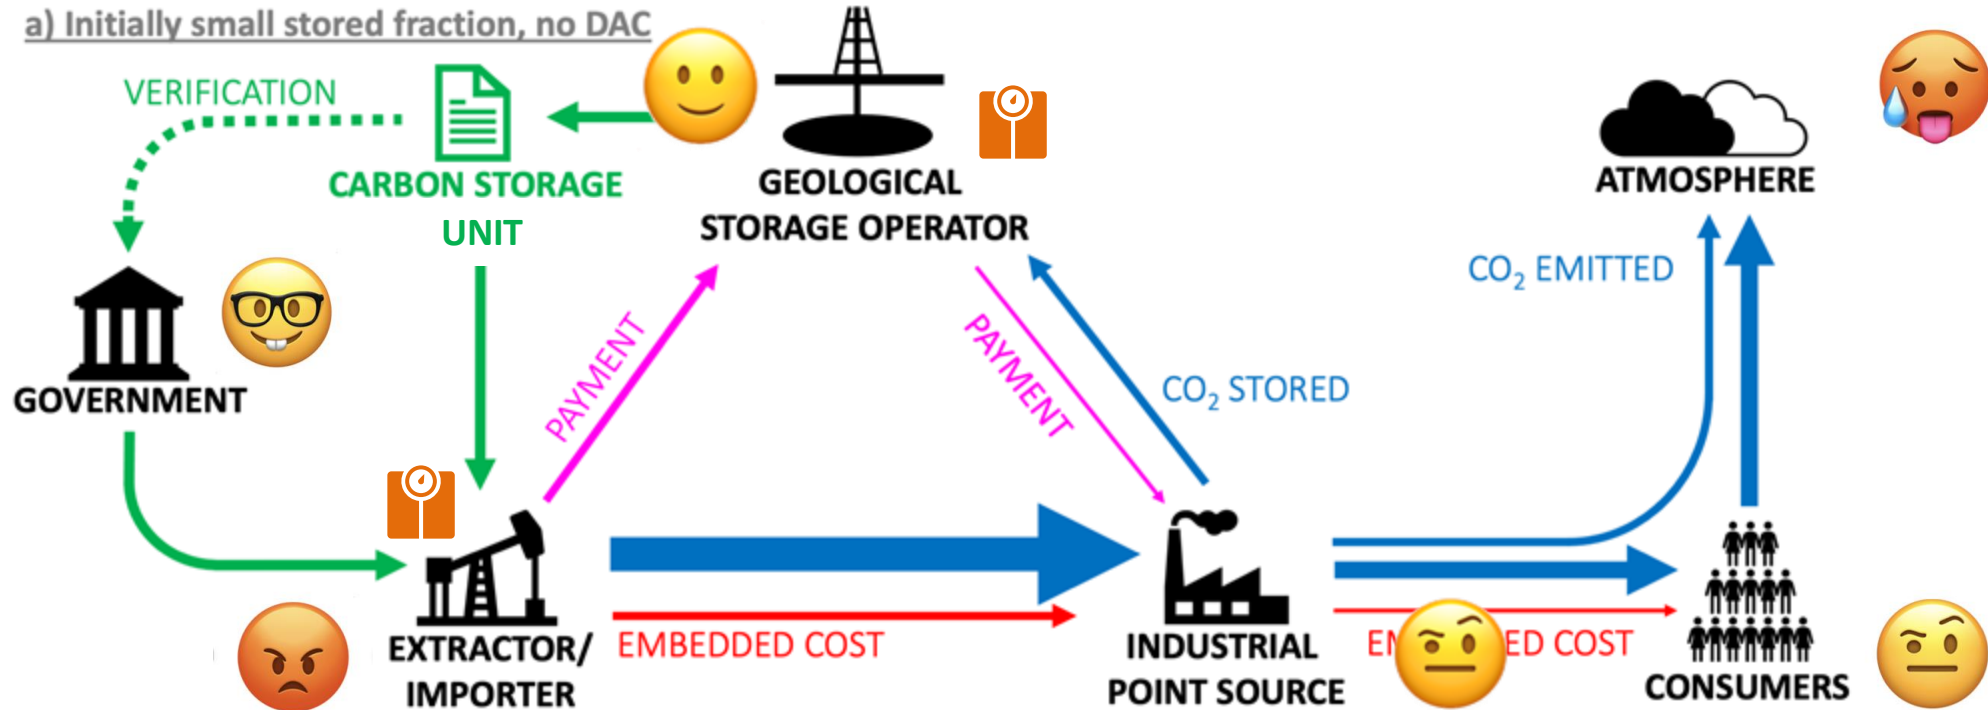 a) Initially small stored fraction, no DAC
VERIFICATION
CARBON STORAGE
UNIT
GEOLOGICAL
STORAGE OPERATOR
ATMOSPHERE
CO₂ EMITTED
GOVERNMENT
PAYMENT
PAYMENT
CO₂ STORED
EXTRACTOR/
IMPORTER
EMBEDDED COST
INDUSTRIAL
POINT SOURCE
ED COST
CONSUMERS